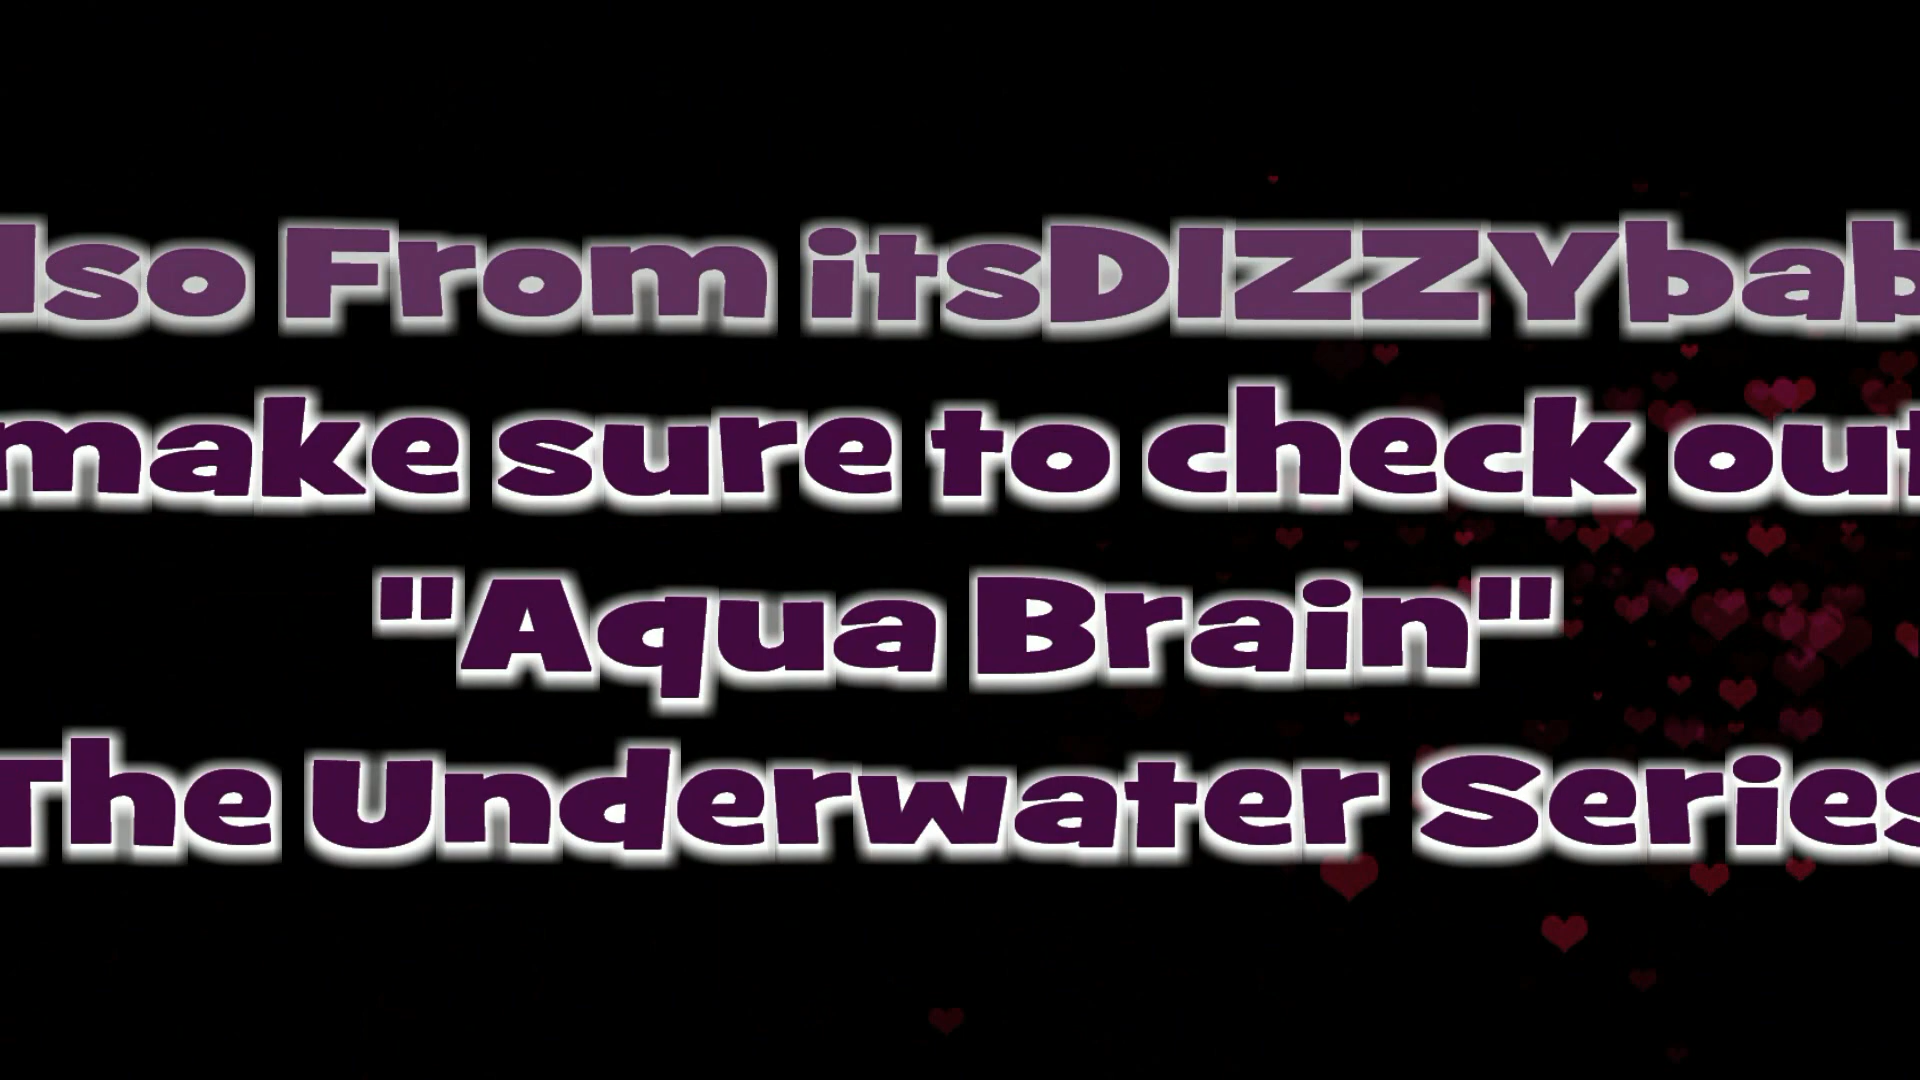 lso From itsDIZZYbab
make sure to check out
"Aqua Brain"
The Underwater Series